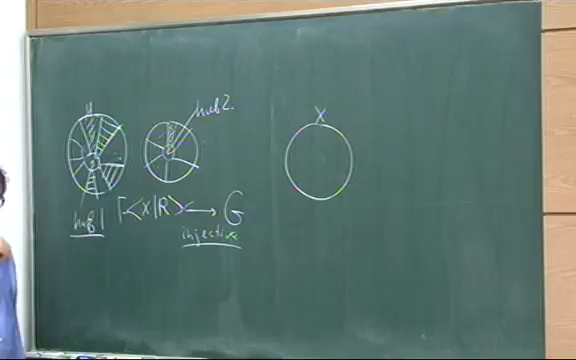 hub 2
X
hub 1
Γ<X|R> → G
injective